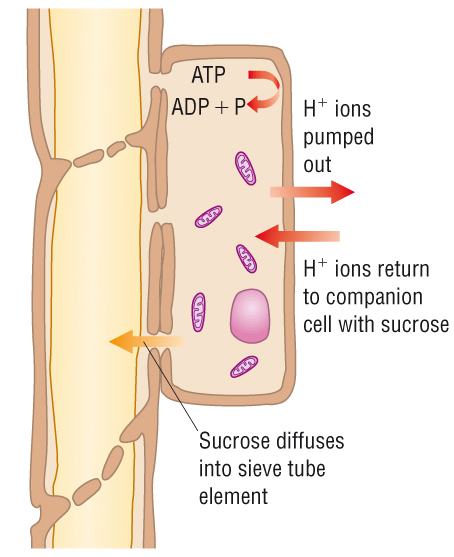 ATP
ADP + P
H⁺ ions
pumped
out
H⁺ ions return
to companion
cell with sucrose
Sucrose diffuses
into sieve tube
element